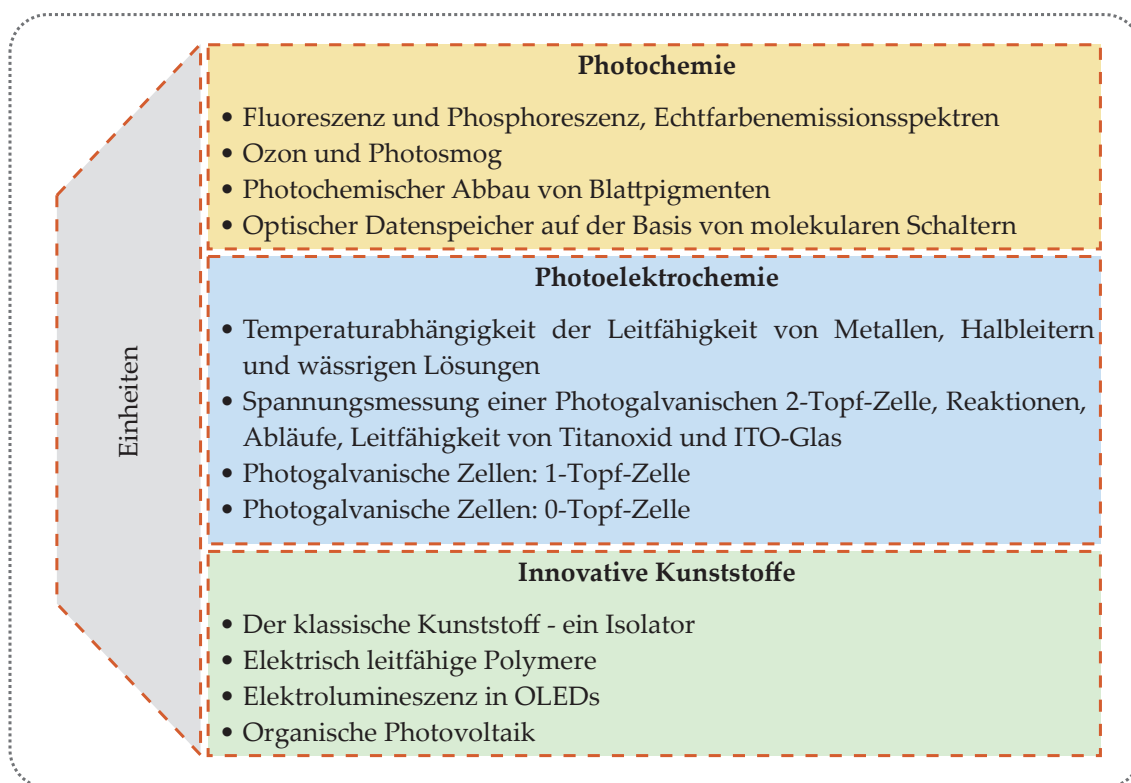 Einheiten
Photochemie
• Fluoreszenz und Phosphoreszenz, Echtfarbenemissionsspektren
• Ozon und Photosmog
• Photochemischer Abbau von Blattpigmenten
• Optischer Datenspeicher auf der Basis von molekularen Schaltern
Photoelektrochemie
• Temperaturabhängigkeit der Leitfähigkeit von Metallen, Halbleitern
und wässrigen Lösungen
• Spannungsmessung einer Photogalvanischen 2-Topf-Zelle, Reaktionen,
Abläufe, Leitfähigkeit von Titanoxid und ITO-Glas
• Photogalvanische Zellen: 1-Topf-Zelle
• Photogalvanische Zellen: 0-Topf-Zelle
Innovative Kunststoffe
• Der klassische Kunststoff - ein Isolator
• Elektrisch leitfähige Polymere
• Elektrolumineszenz in OLEDs
• Organische Photovoltaik